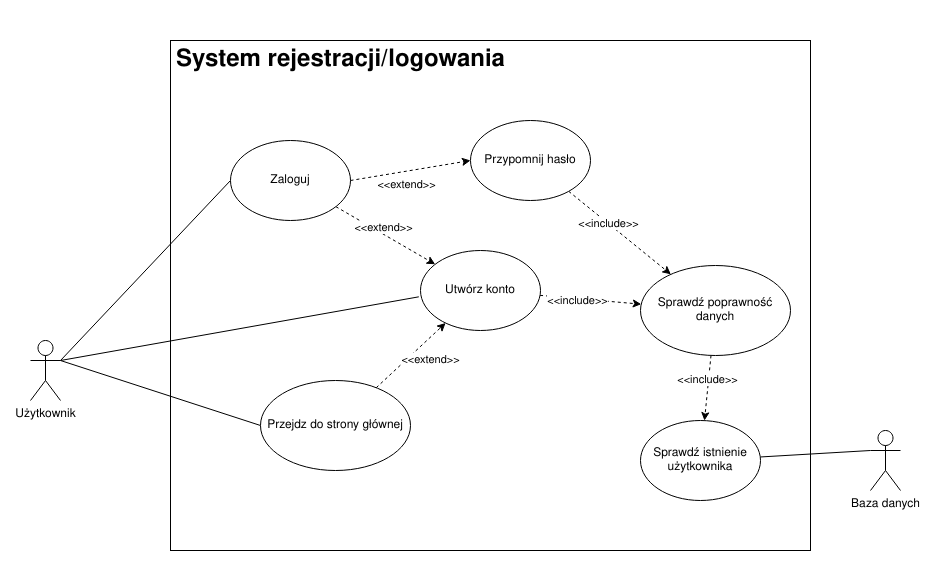 System rejestracji/logowania
Przypomnij hasło
Zaloguj
<<extend>>
<<include>>
<<extend>>
Utwórz konto
<<include>>
Sprawdź poprawność
danych
<<extend>>
<<include>>
Użytkownik
Przejdz do strony głównej
Sprawdź istnienie
użytkownika
Baza danych